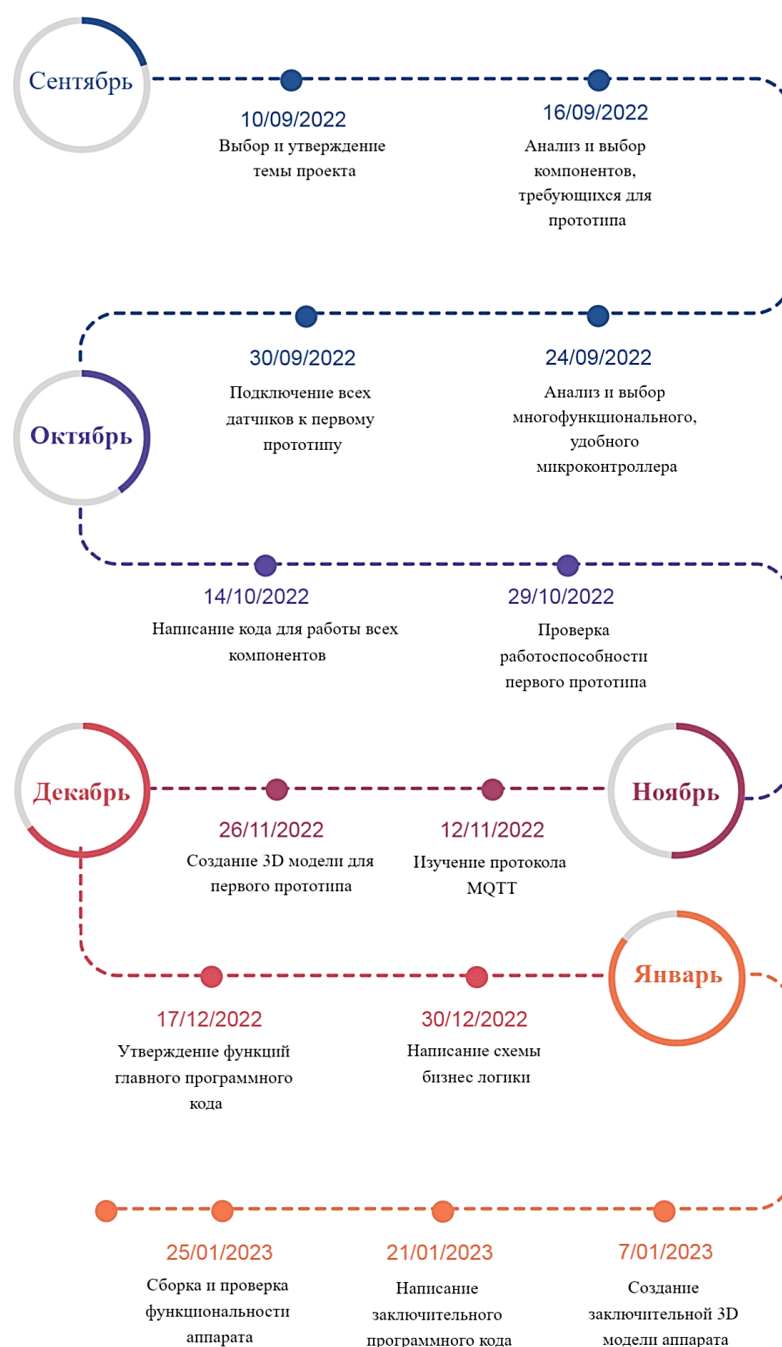 Сентябрь
10/09/2022
Выбор и утверждение
темы проекта
16/09/2022
Анализ и выбор
компонентов,
требующихся для
прототипа
24/09/2022
Анализ и выбор
многофункционального,
удобного
микроконтроллера
30/09/2022
Подключение всех
датчиков к первому
прототипу
Октябрь
14/10/2022
Написание кода для работы всех
компонентов
29/10/2022
Проверка
работоспособности
первого прототипа
Ноябрь
12/11/2022
Изучение протокола
MQTT
26/11/2022
Создание 3D модели для
первого прототипа
Декабрь
17/12/2022
Утверждение функций
главного программного
кода
30/12/2022
Написание схемы
бизнес логики
Январь
7/01/2023
Создание
заключительной 3D
модели аппарата
21/01/2023
Написание
заключительного
программного кода
25/01/2023
Сборка и проверка
функциональности
аппарата